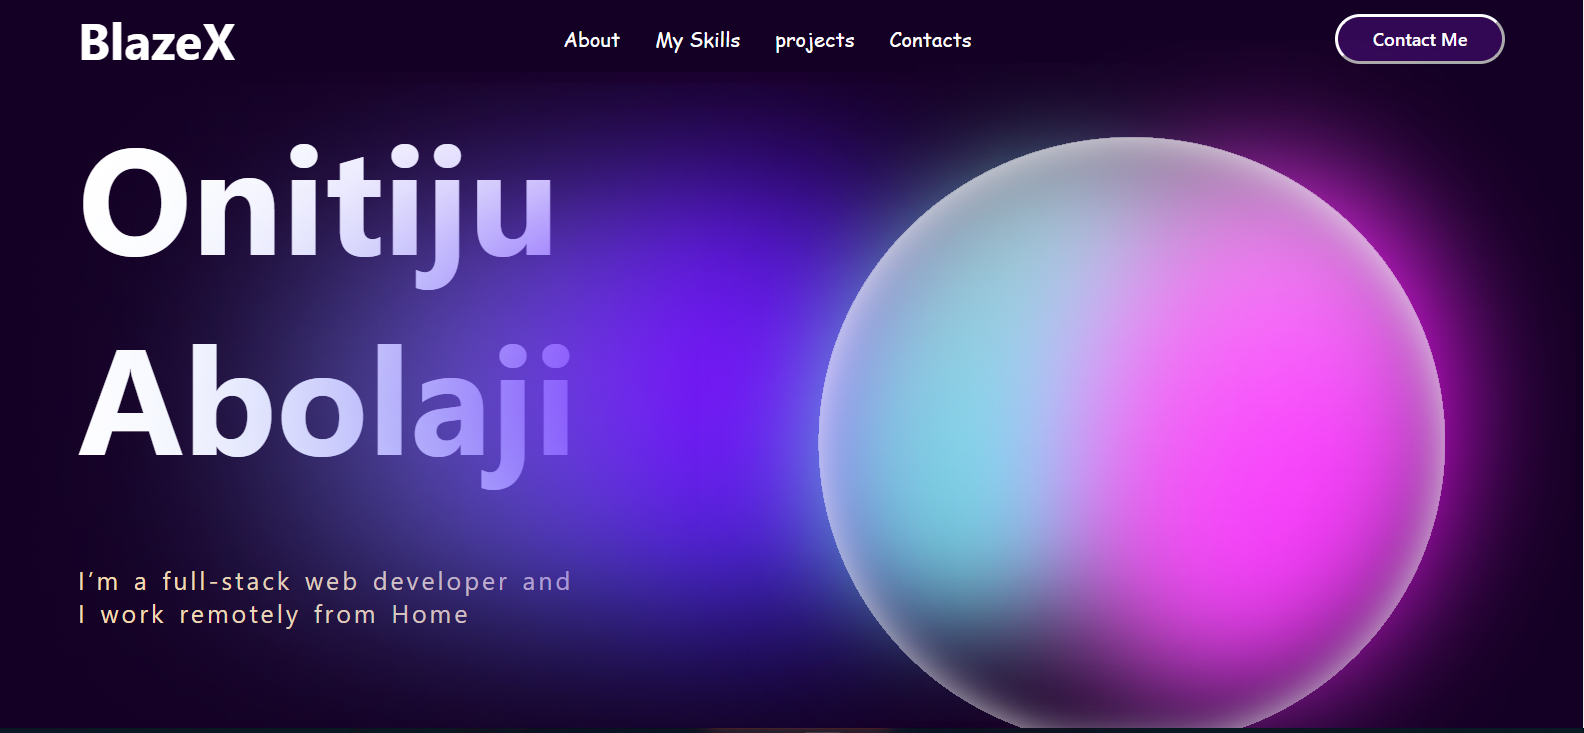 BlazeX
About My Skills projects Contacts
Contact Me
Onitiju
Abolaji
I'm a full-stack web developer and
I work remotely from Home